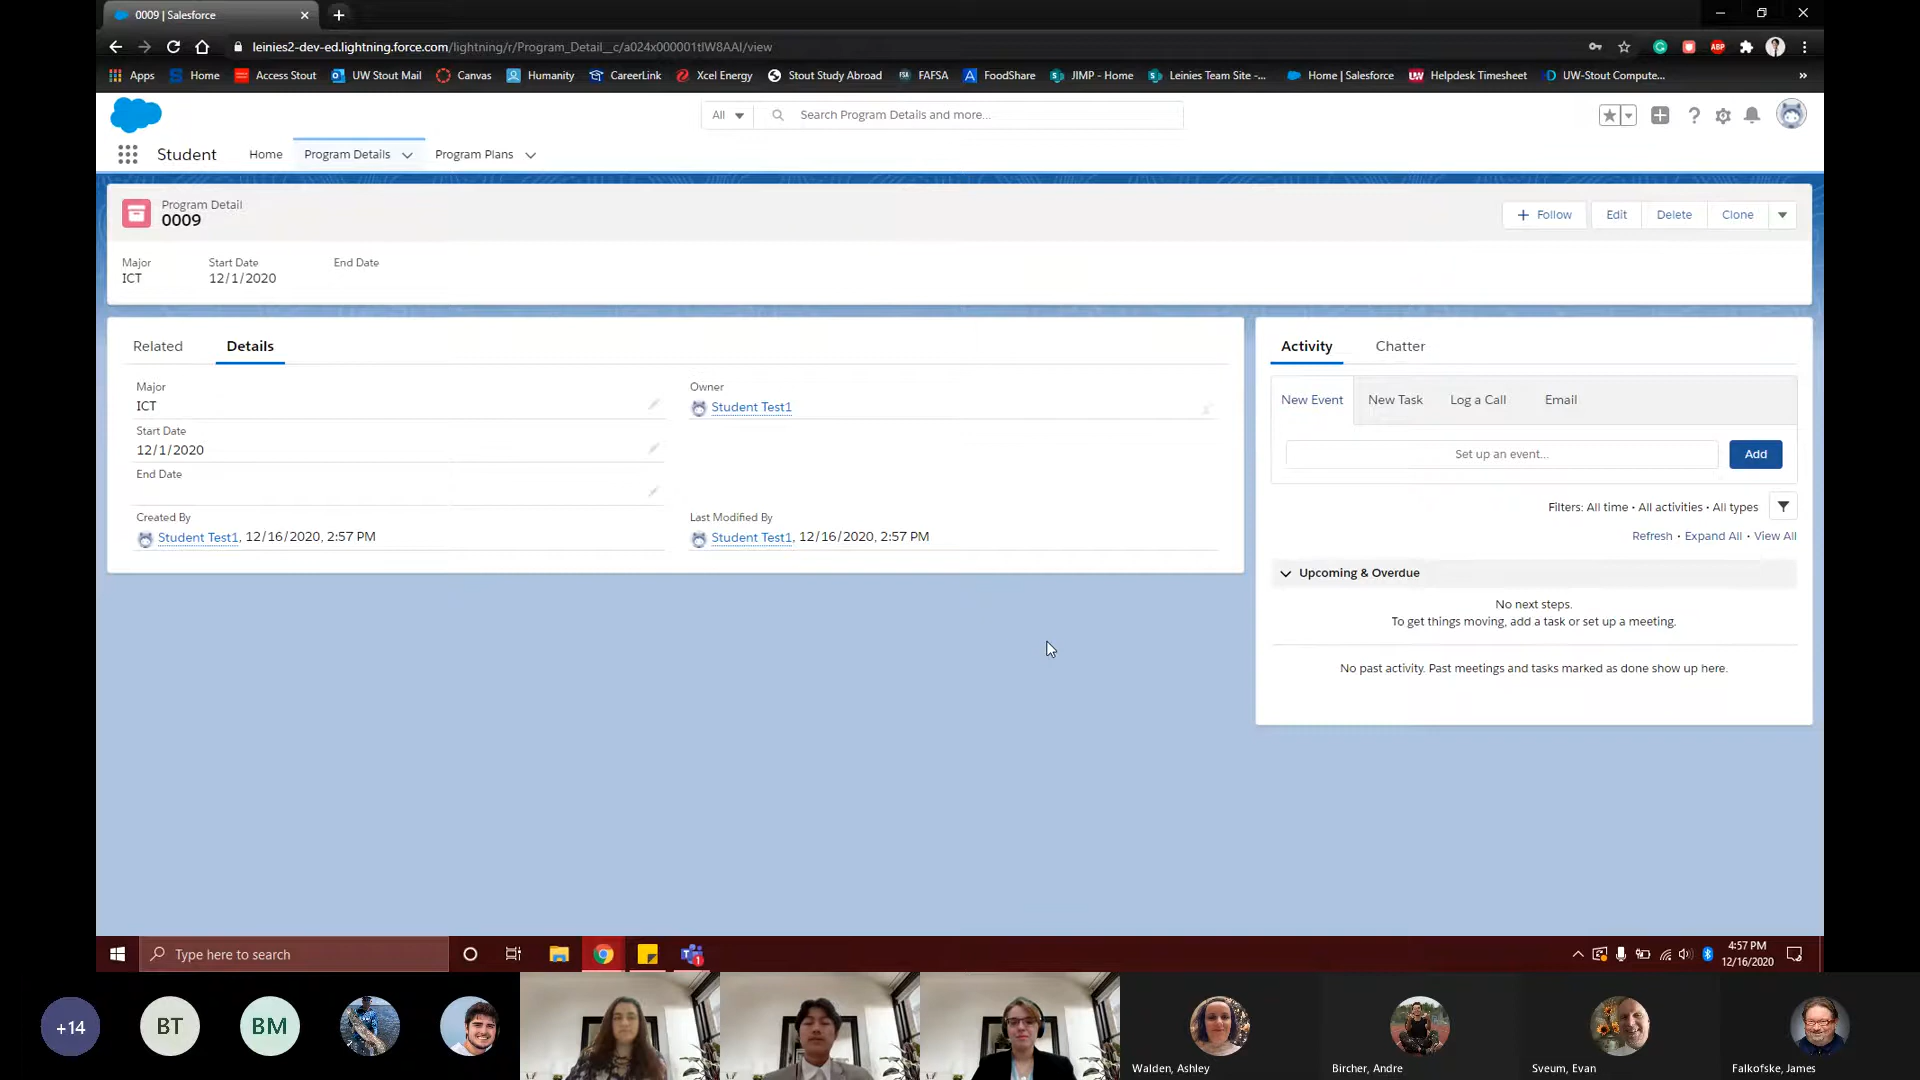 0009 | Salesforce
leinies2-dev-ed.lightning.force.com/lightning/r/Program_Detail__c/a024x000001tIW8AAI/view
ABP
Apps Home Access Stout UW Stout Mail Canvas Humanity CareerLink Xcel Energy Stout Study Abroad FAFSA FoodShare JIMP - Home Leinies Team Site -... Home | Salesforce Helpdesk Timesheet UW-Stout Compute... »
All Search Program Details and more...
Student Home Program Details Program Plans
Program Detail
0009
+ Follow Edit Delete Clone
Major Start Date End Date
ICT 12/1/2020
Related Details
Major
ICT
Owner
Student Test1
Start Date
12/1/2020
End Date
Created By
Student Test1, 12/16/2020, 2:57 PM
Last Modified By
Student Test1, 12/16/2020, 2:57 PM
Activity Chatter
New Event New Task Log a Call Email
Set up an event... Add
Filters: All time • All activities • All types
Refresh • Expand All • View All
Upcoming & Overdue
No next steps.
To get things moving, add a task or set up a meeting.
No past activity. Past meetings and tasks marked as done show up here.
Type here to search
4:57 PM
12/16/2020
+14 BT BM
Walden, Ashley Bircher, Andre Sveum, Evan Falkofske, James